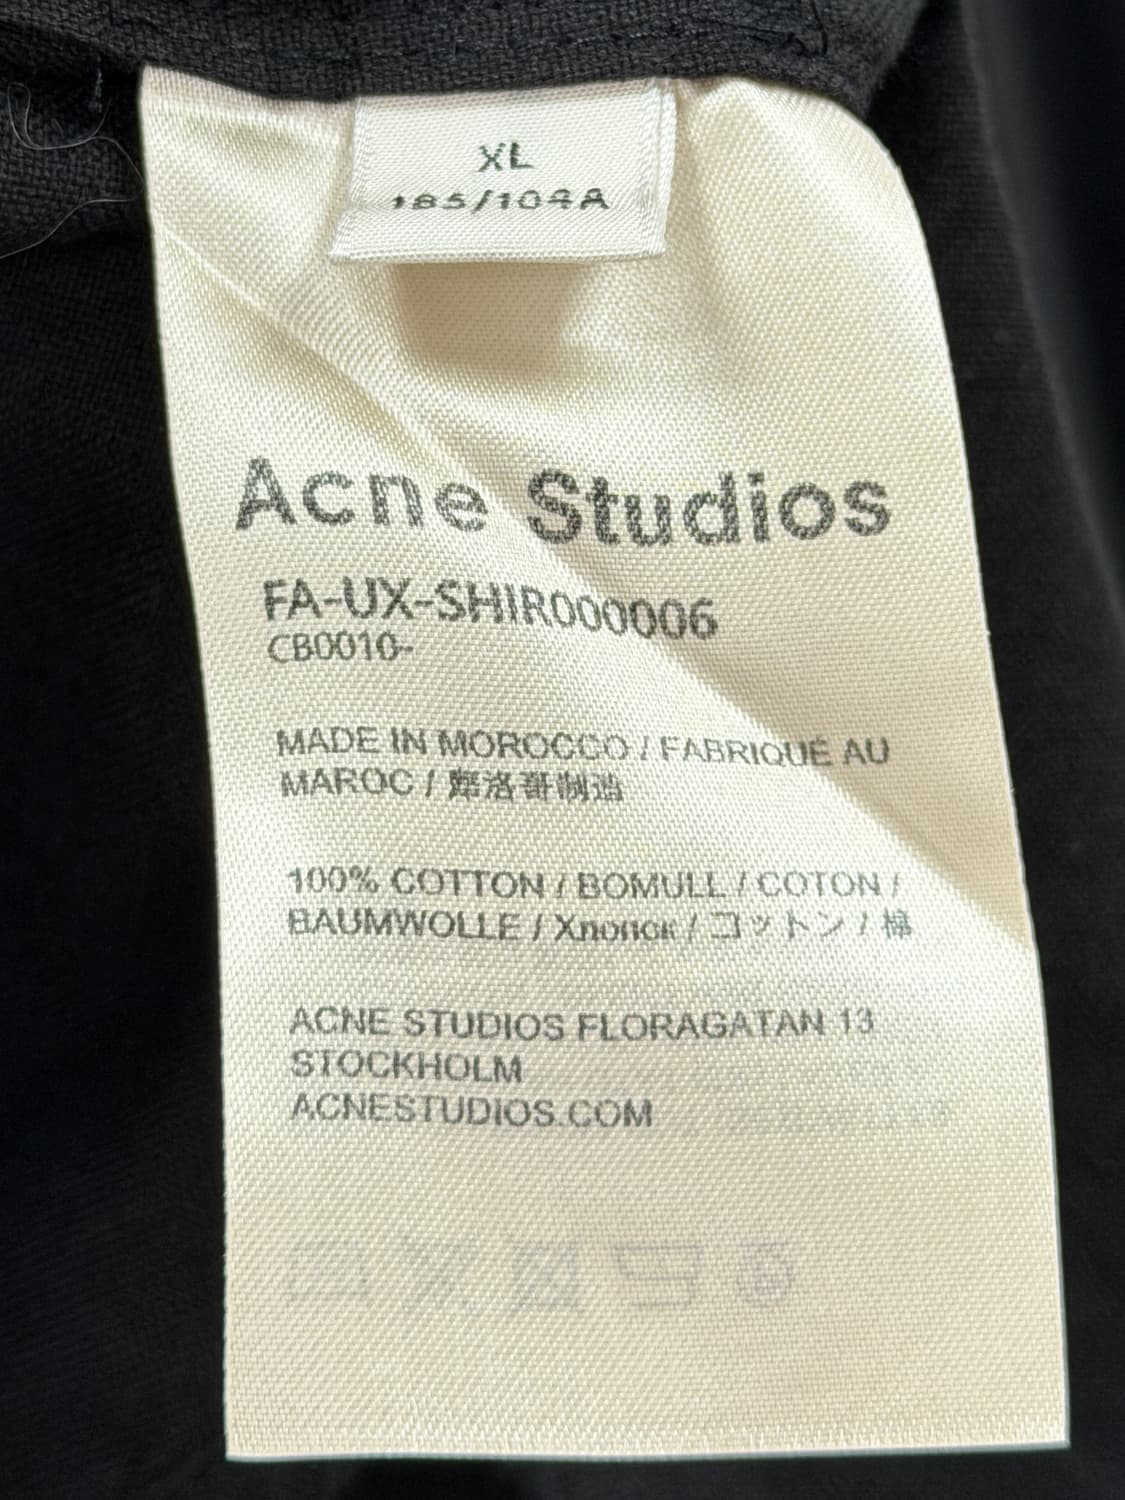 XL
185/104A
Acne Studios
FA-UX-SHIR000006
CB0010-
MADE IN MOROCCO / FABRIQUÉ AU
MAROC / 摩洛哥制造
100% COTTON / BOMULL / COTON /
BAUMWOLLE / Хлопок / コットン / 棉
ACNE STUDIOS FLORAGATAN 13
STOCKHOLM
ACNESTUDIOS.COM